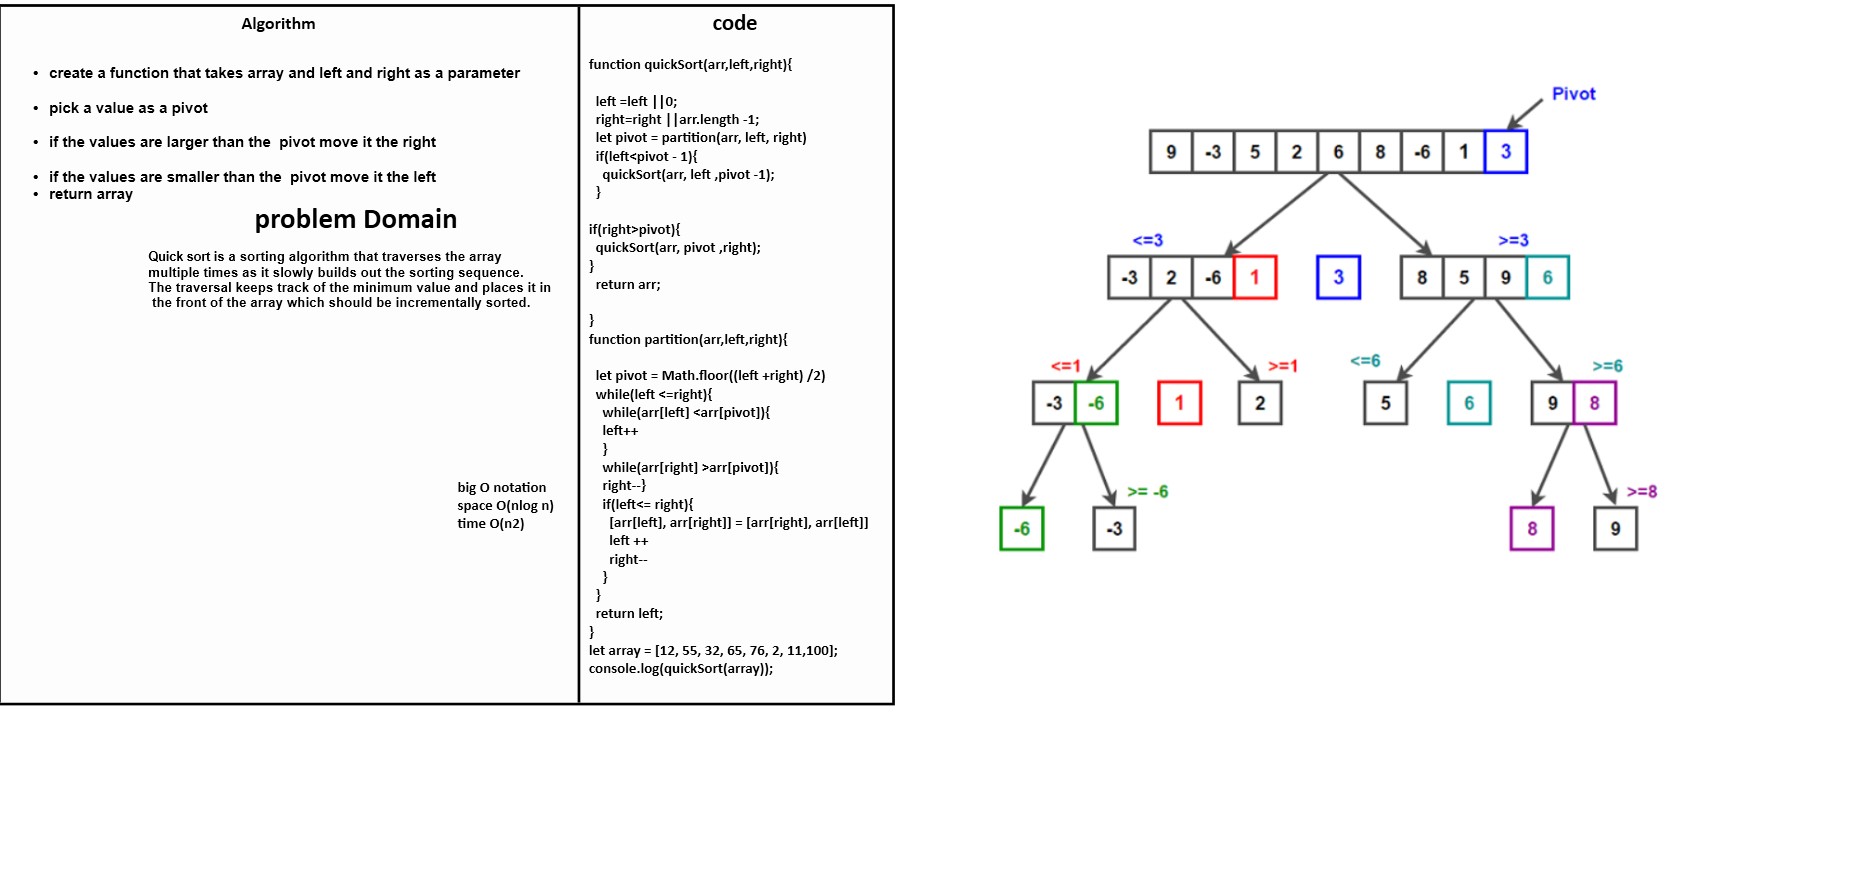 Algorithm
• create a function that takes array and left and right as a parameter
• pick a value as a pivot
• if the values are larger than the  pivot move it the right
• if the values are smaller than the  pivot move it the left
• return array
problem Domain
Quick sort is a sorting algorithm that traverses the array
multiple times as it slowly builds out the sorting sequence.
The traversal keeps track of the minimum value and places it in
the front of the array which should be incrementally sorted.
big O notation
space O(nlog n)
time O(n2)
code
function quickSort(arr,left,right){
left =left ||0;
right=right ||arr.length -1;
let pivot = partition(arr, left, right)
if(left<pivot - 1){
quickSort(arr, left ,pivot -1);
}
if(right>pivot){
quickSort(arr, pivot ,right);
}
return arr;
}
function partition(arr,left,right){
let pivot = Math.floor((left +right) /2)
while(left <=right){
while(arr[left] <arr[pivot]){
left++
}
while(arr[right] >arr[pivot]){
right--}
if(left<= right){
[arr[left], arr[right]] = [arr[right], arr[left]]
left ++
right--
}
}
return left;
}
let array = [12, 55, 32, 65, 76, 2, 11,100];
console.log(quickSort(array));
Pivot
9 -3 5 2 6 8 -6 1 3
<=3 >=3
-3 2 -6 1 3 8 5 9 6
<=1 >=1 <=6 >=6
-3 -6 1 2 5 6 9 8
>= -6 >=8
-6 -3 8 9